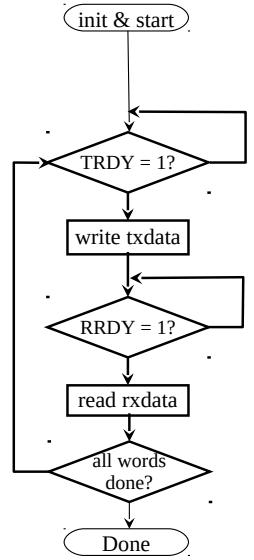 init & start
TRDY = 1?
write txdata
RRDY = 1?
read rxdata
all words
done?
Done